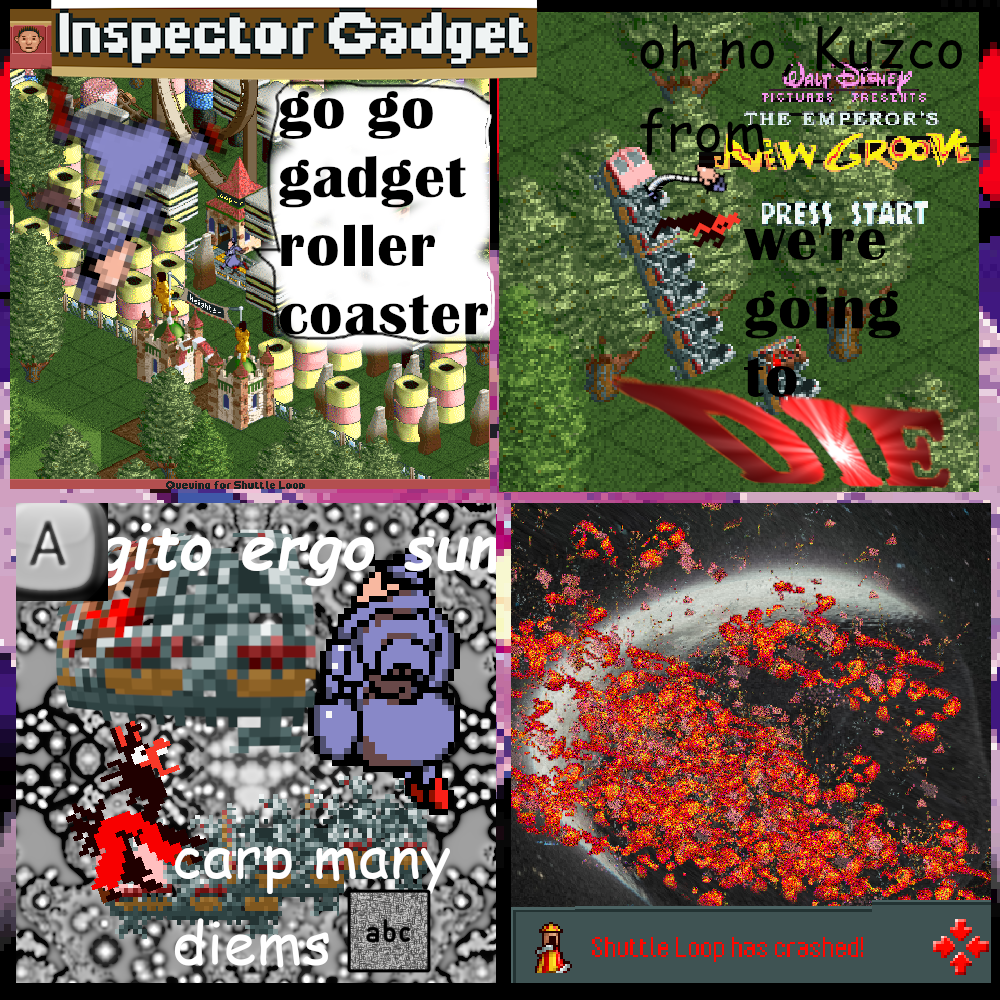 Inspector Gadget
go go
gadget
roller
coaster
Height
Queuing for Shuttle Loop
oh no Kuzco
from
WALT DISNEY
PICTURES PRESENTS
THE EMPEROR'S
NEW GROOVE
PRESS START
we're
going
to
DIE
A
gito ergo sum
carp many
diems
abc
Shuttle Loop has crashed!